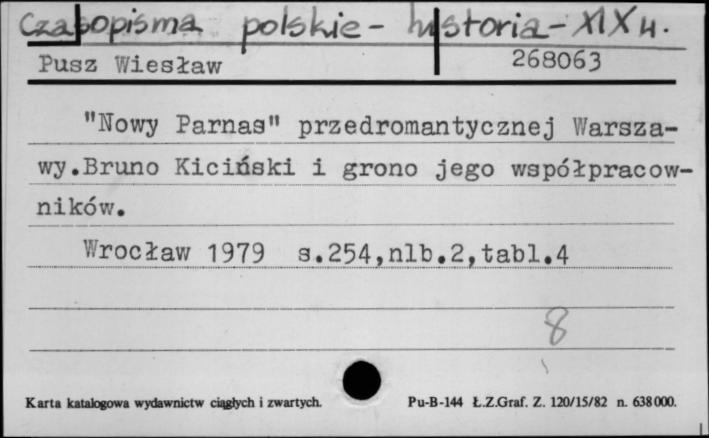 Czasopisma polskie - historia - XIX w.
Pusz Wiesław 268063
"Nowy Parnas" przedromantycznej Warsza-
wy.Bruno Kiciński i grono jego współpracow-
ników.
Wrocław 1979 s.254,nlb.2,tabl.4
8
Karta katalogowa wydawnictw ciągłych i zwartych. Pu-B-144 Ł.Z.Graf. Z. 120/15/82 n. 638000.